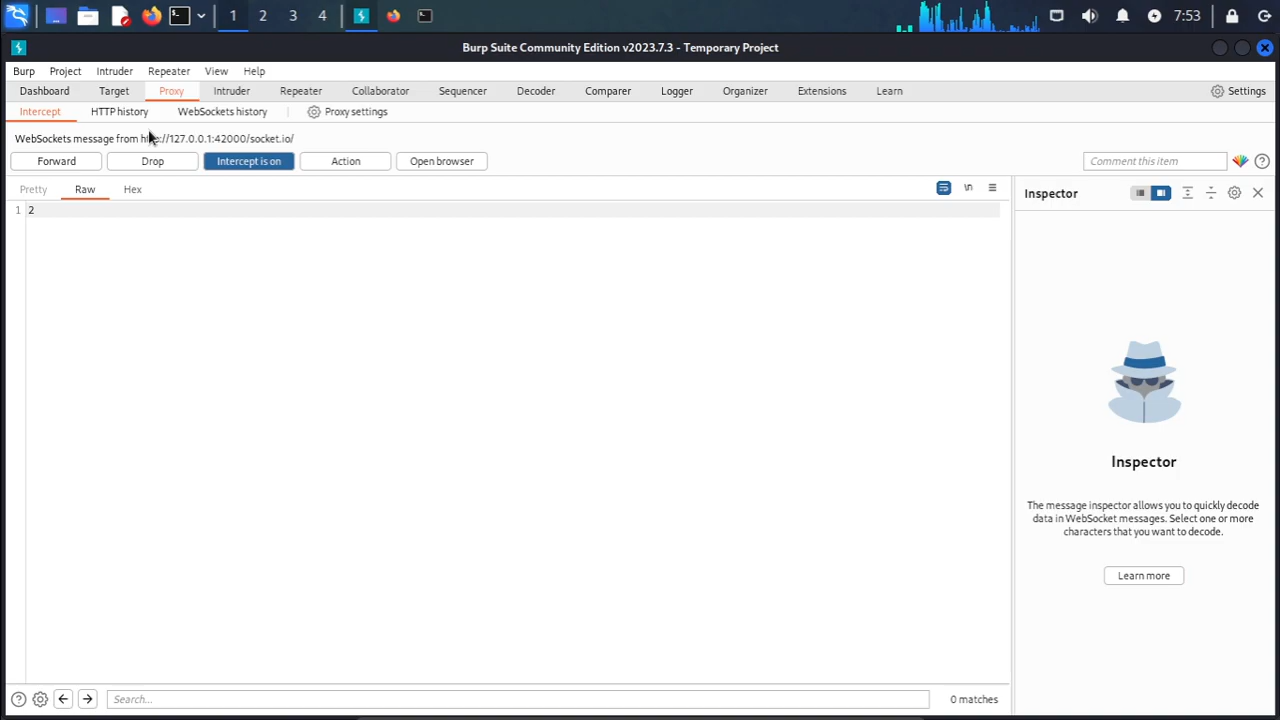 1 2 3 4 7:53
Burp Suite Community Edition v2023.7.3 - Temporary Project
Burp Project Intruder Repeater View Help
Dashboard Target Proxy Intruder Repeater Collaborator Sequencer Decoder Comparer Logger Organizer Extensions Learn Settings
Intercept HTTP history WebSockets history Proxy settings
WebSockets message from http://127.0.0.1:42000/socket.io/
Forward Drop Intercept is on Action Open browser Comment this item
Pretty Raw Hex \n
1 2
Inspector
Inspector
The message inspector allows you to quickly decode
data in WebSocket messages. Select one or more
characters that you want to decode.
Learn more
Search... 0 matches